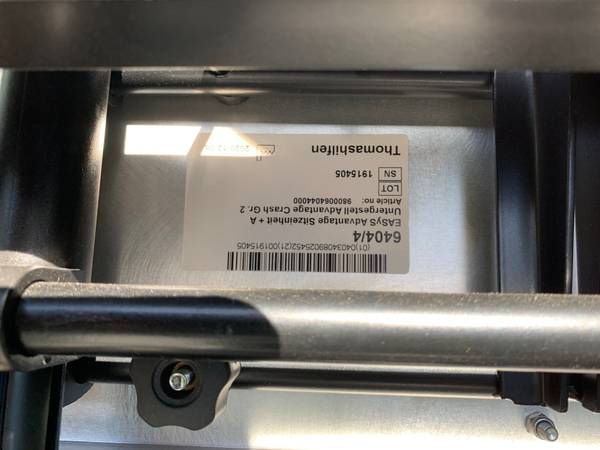 (01)04034089025452(21)001915405
6404/4
EASyS Advantage Sitzeinheit + A
Untergestell Advantage Crash Gr. 2
Article no: 9800064044000
LOT
SN 1915405
Thomashilfen